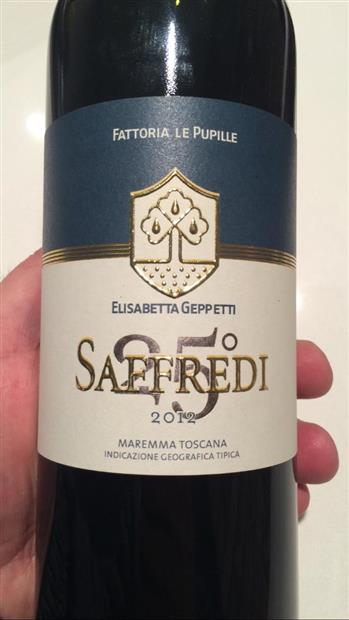 FATTORIA LE PUPILLE
ELISABETTA GEPPETTI
25°
SAFFREDI
2012
MAREMMA TOSCANA
INDICAZIONE GEOGRAFICA TIPICA